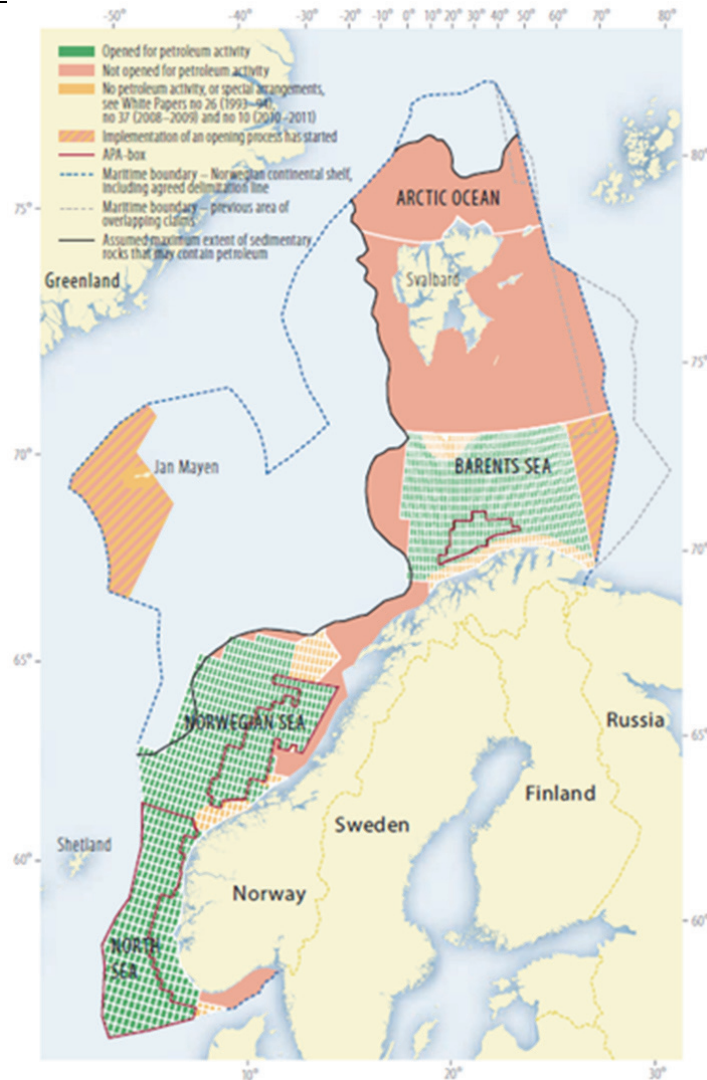 -50° -40° -30° -20° -10° 0° 10° 20° 30° 40° 50° 60° 70° 80°
Opened for petroleum activity
Not opened for petroleum activity
No petroleum activity, or special arrangements,
see White Papers no 26 (1993–94),
no 37 (2008–2009) and no 10 (2010–2011)
Implementation of an opening process has started
APA-box
Maritime boundary – Norwegian continental shelf,
including agreed delimitation line
Maritime boundary – previous area of
overlapping claims
Assumed maximum extent of sedimentary
rocks that may contain petroleum
80°
ARCTIC OCEAN
75°
Greenland
Svalbard
75°
70°
Jan Mayen
BARENTS SEA
70°
65°
NORWEGIAN SEA
Russia
65°
Finland
Sweden
Shetland
60°
Norway
60°
NORTH
SEA
10° 20° 30°